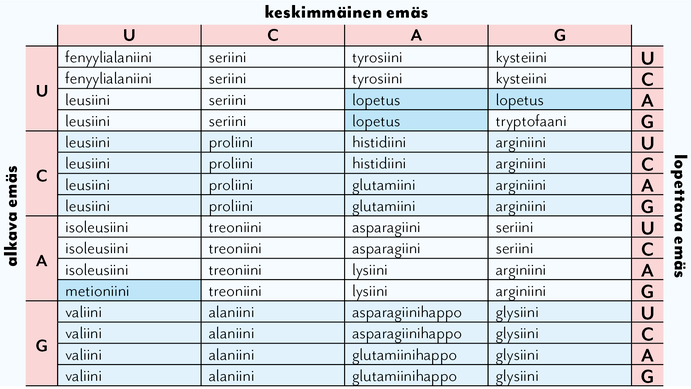 keskimmäinen emäs
U C A G
fenyylialaniini seriini tyrosiini kysteiini U
fenyylialaniini seriini tyrosiini kysteiini C
U
leusiini seriini lopetus lopetus A
leusiini seriini lopetus tryptofaani G
leusiini proliini histidiini arginiini U
leusiini proliini histidiini arginiini C
C
leusiini proliini glutamiini arginiini A
leusiini proliini glutamiini arginiini G
alkava emäs
lopettava emäs
isoleusiini treoniini asparagiini seriini U
isoleusiini treoniini asparagiini seriini C
A
isoleusiini treoniini lysiini arginiini A
metioniini treoniini lysiini arginiini G
valiini alaniini asparagiinihappo glysiini U
valiini alaniini asparagiinihappo glysiini C
G
valiini alaniini glutamiinihappo glysiini A
valiini alaniini glutamiinihappo glysiini G